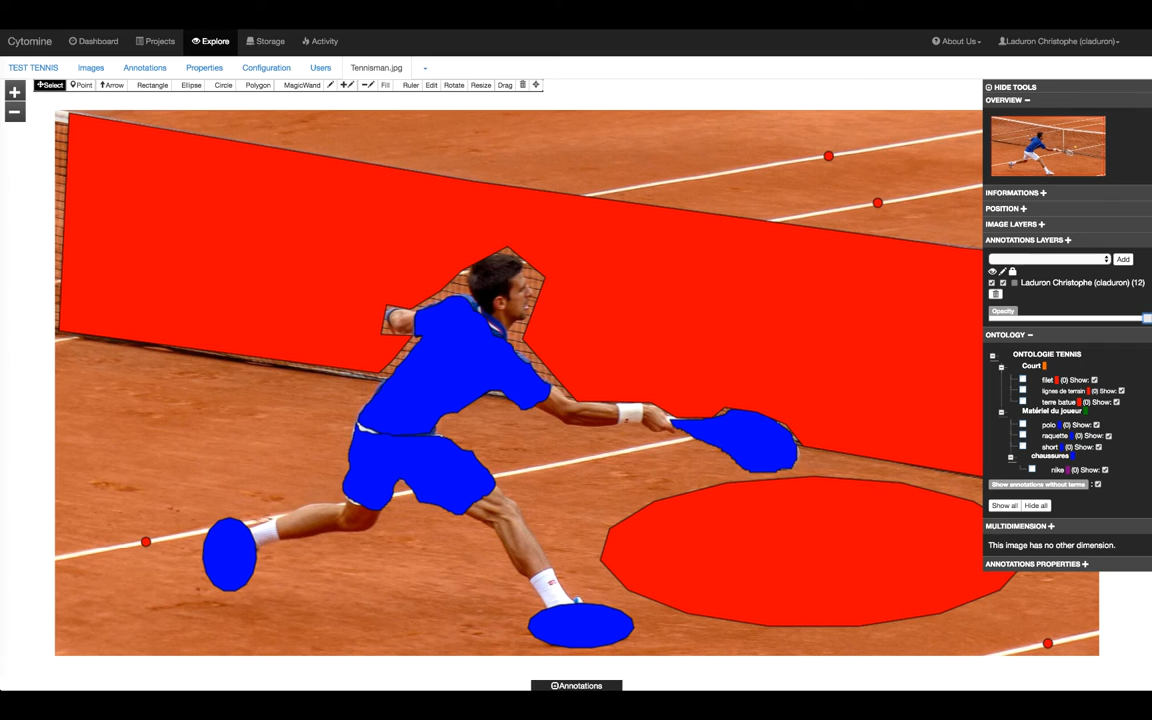 Cytomine Dashboard Projects Explore Storage Activity About Us Laduron Christophe (claduron)
TEST TENNIS Images Annotations Properties Configuration Users Tennisman.jpg
Select Point Arrow Rectangle Ellipse Circle Polygon MagicWand Fill Ruler Edit Rotate Resize Drag
HIDE TOOLS
OVERVIEW
INFORMATIONS
POSITION
IMAGE LAYERS
ANNOTATIONS LAYERS
Add
Laduron Christophe (claduron) (12)
Opacity
ONTOLOGY
ONTOLOGIE TENNIS
Court
filet (0) Show:
lignes de terrain (0) Show:
terre batue (0) Show:
Matériel du joueur
polo (0) Show:
raquette (0) Show:
short (0) Show:
chaussures
nike (0) Show:
Show annotations without terms :
Show all Hide all
MULTIDIMENSION
This image has no other dimension.
ANNOTATIONS PROPERTIES
Annotations